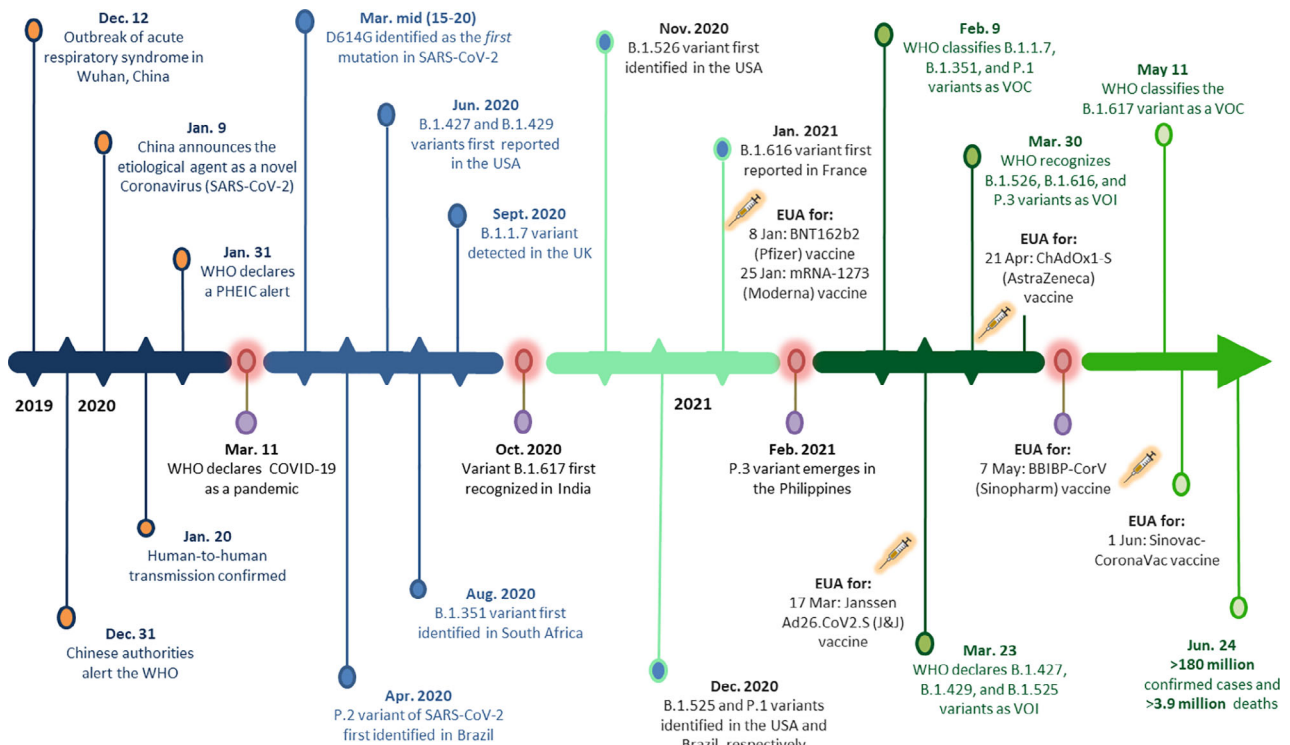 Dec. 12
Outbreak of acute
respiratory syndrome in
Wuhan, China
Jan. 9
China announces the
etiological agent as a novel
Coronavirus (SARS-CoV-2)
Jan. 31
WHO declares
a PHEIC alert
Mar. mid (15-20)
D614G identified as the first
mutation in SARS-CoV-2
Jun. 2020
B.1.427 and B.1.429
variants first reported
in the USA
Sept. 2020
B.1.1.7 variant
detected in the UK
Nov. 2020
B.1.526 variant first
identified in the USA
Jan. 2021
B.1.616 variant first
reported in France
EUA for:
8 Jan: BNT162b2
(Pfizer) vaccine
25 Jan: mRNA-1273
(Moderna) vaccine
Feb. 9
WHO classifies B.1.1.7,
B.1.351, and P.1
variants as VOC
Mar. 30
WHO recognizes
B.1.526, B.1.616, and
P.3 variants as VOI
EUA for:
21 Apr: ChAdOx1-S
(AstraZeneca)
vaccine
May 11
WHO classifies the
B.1.617 variant as a VOC
2019
2020
2021
Mar. 11
WHO declares COVID-19
as a pandemic
Jan. 20
Human-to-human
transmission confirmed
Dec. 31
Chinese authorities
alert the WHO
Oct. 2020
Variant B.1.617 first
recognized in India
Aug. 2020
B.1.351 variant first
identified in South Africa
Apr. 2020
P.2 variant of SARS-CoV-2
first identified in Brazil
Feb. 2021
P.3 variant emerges in
the Philippines
Dec. 2020
B.1.525 and P.1 variants
identified in the USA and
Brazil, respectively
EUA for:
17 Mar: Janssen
Ad26.CoV2.S (J&J)
vaccine
Mar. 23
WHO declares B.1.427,
B.1.429, and B.1.525
variants as VOI
EUA for:
7 May: BBIBP-CorV
(Sinopharm) vaccine
EUA for:
1 Jun: Sinovac-
CoronaVac vaccine
Jun. 24
>180 million
confirmed cases and
>3.9 million deaths